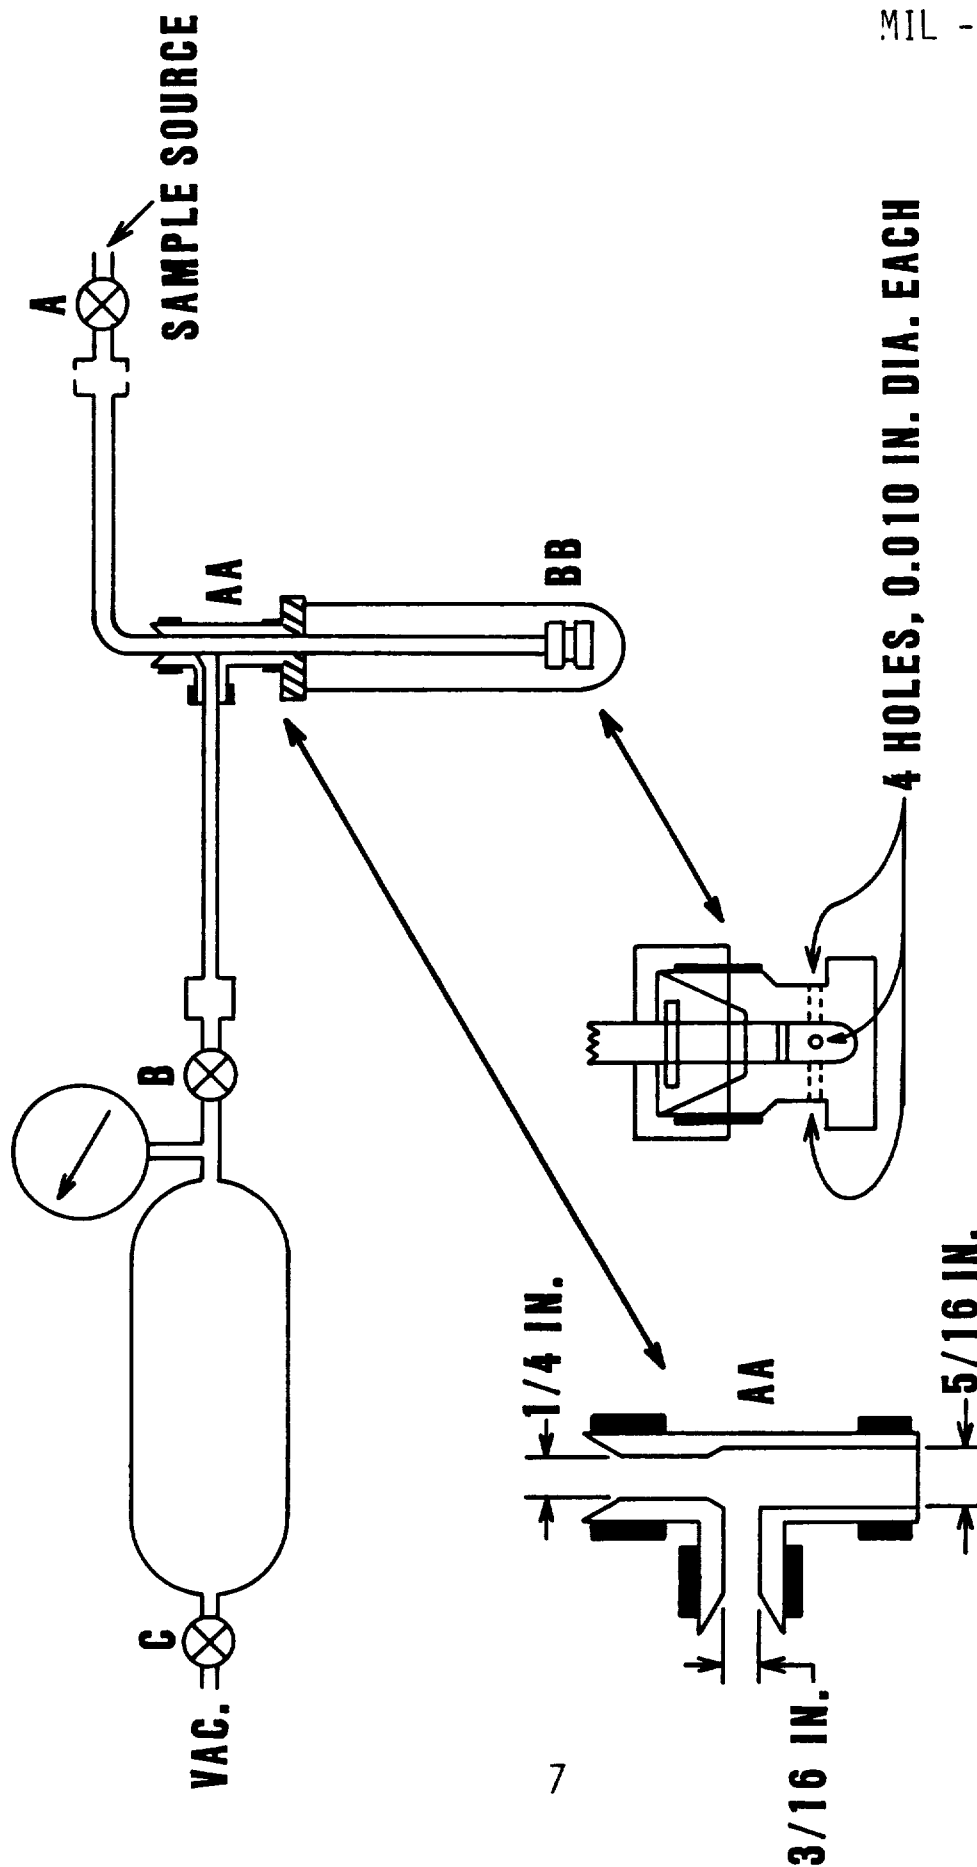 MIL -
SAMPLE SOURCE
A
AA
BB
B
C
VAC.
4 HOLES, 0.010 IN. DIA. EACH
1/4 IN.
AA
5/16 IN.
3/16 IN.
7